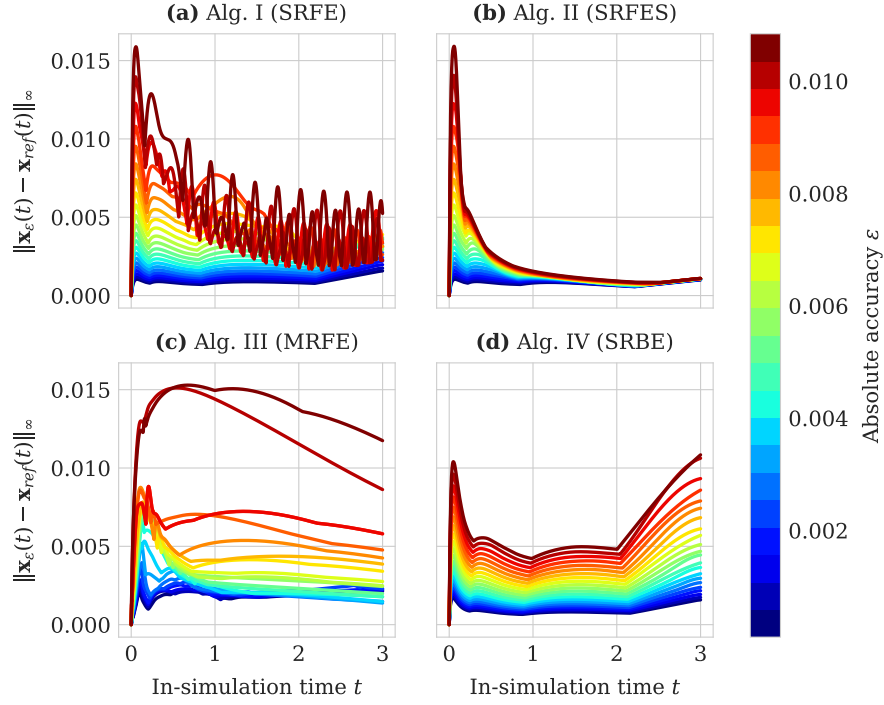 (a) Alg. I (SRFE)
(b) Alg. II (SRFES)
0.015
0.010
0.005
0.000
‖x_ε(t) − x_ref(t)‖_∞
(c) Alg. III (MRFE)
(d) Alg. IV (SRBE)
0.015
0.010
0.005
0.000
‖x_ε(t) − x_ref(t)‖_∞
0 1 2 3
0 1 2 3
In-simulation time t
In-simulation time t
0.010
0.008
0.006
0.004
0.002
Absolute accuracy ε